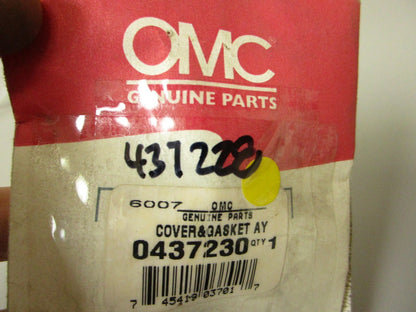 OMC
GENUINE PARTS
437228
6007 OMC
GENUINE PARTS
COVER&GASKET AY
0437230 QTY 1
7 45419 03701 7